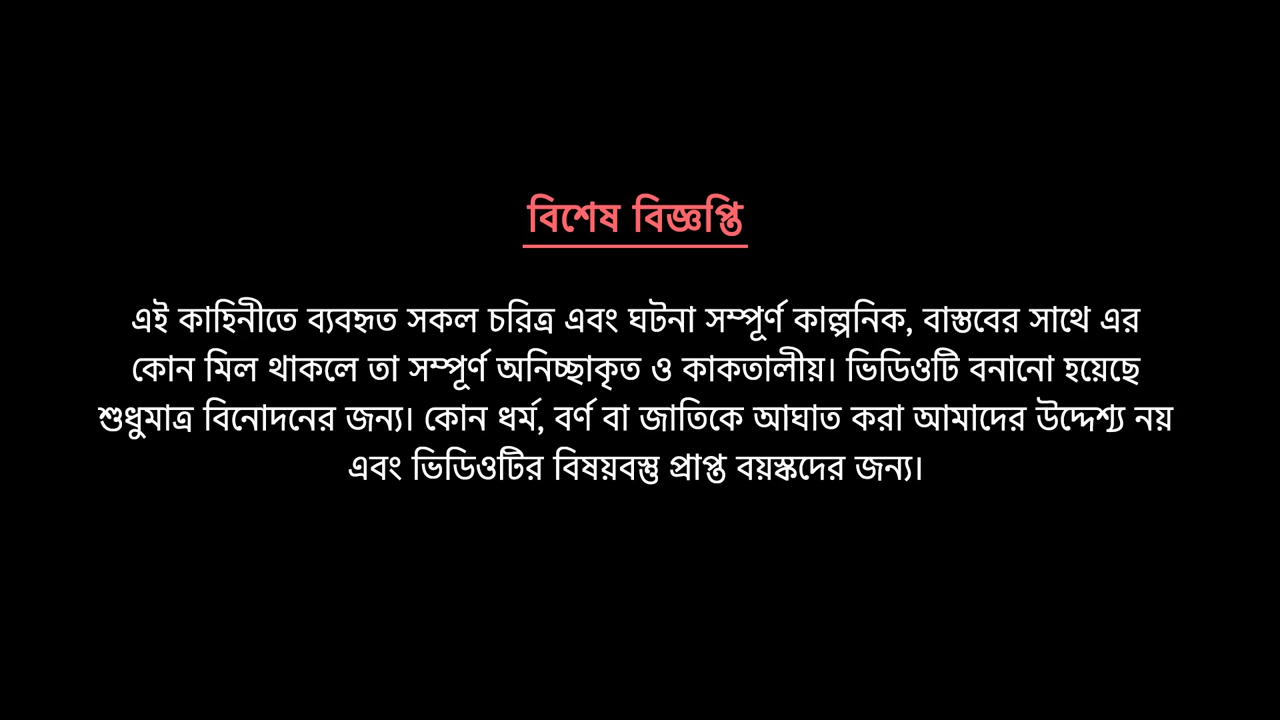 বিশেষ বিজ্ঞপ্তি
এই কাহিনীতে ব্যবহৃত সকল চরিত্র এবং ঘটনা সম্পূর্ণ কাল্পনিক, বাস্তবের সাথে এর
কোন মিল থাকলে তা সম্পূর্ণ অনিচ্ছাকৃত ও কাকতালীয়। ভিডিওটি বনানো হয়েছে
শুধুমাত্র বিনোদনের জন্য। কোন ধর্ম, বর্ণ বা জাতিকে আঘাত করা আমাদের উদ্দেশ্য নয়
এবং ভিডিওটির বিষয়বস্তু প্রাপ্ত বয়স্কদের জন্য।